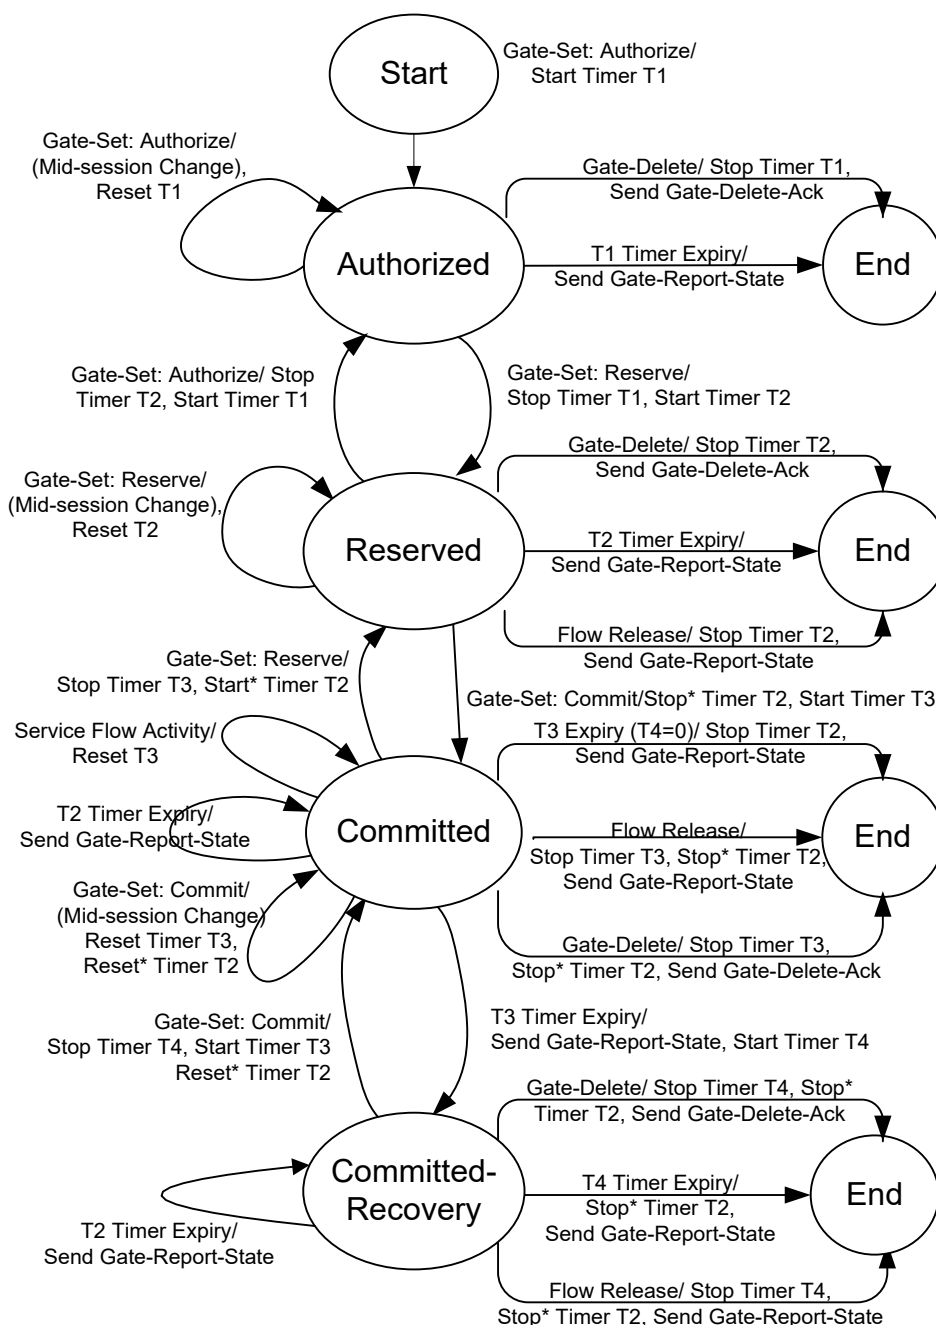 Start
Gate-Set: Authorize/
Start Timer T1
Gate-Set: Authorize/
(Mid-session Change),
Reset T1
Gate-Delete/ Stop Timer T1,
Send Gate-Delete-Ack
Authorized
T1 Timer Expiry/
Send Gate-Report-State
End
Gate-Set: Authorize/ Stop
Timer T2, Start Timer T1
Gate-Set: Reserve/
Stop Timer T1, Start Timer T2
Gate-Set: Reserve/
(Mid-session Change),
Reset T2
Gate-Delete/ Stop Timer T2,
Send Gate-Delete-Ack
Reserved
T2 Timer Expiry/
Send Gate-Report-State
End
Flow Release/ Stop Timer T2,
Send Gate-Report-State
Gate-Set: Reserve/
Stop Timer T3, Start* Timer T2
Gate-Set: Commit/Stop* Timer T2, Start Timer T3
Service Flow Activity/
Reset T3
T3 Expiry (T4=0)/ Stop Timer T2,
Send Gate-Report-State
T2 Timer Expiry/
Send Gate-Report-State
Committed
Flow Release/
Stop Timer T3, Stop* Timer T2,
Send Gate-Report-State
End
Gate-Set: Commit/
(Mid-session Change)
Reset Timer T3,
Reset* Timer T2
Gate-Delete/ Stop Timer T3,
Stop* Timer T2, Send Gate-Delete-Ack
Gate-Set: Commit/
Stop Timer T4, Start Timer T3
Reset* Timer T2
T3 Timer Expiry/
Send Gate-Report-State, Start Timer T4
Gate-Delete/ Stop Timer T4, Stop*
Timer T2, Send Gate-Delete-Ack
Committed-
Recovery
T4 Timer Expiry/
Stop* Timer T2,
Send Gate-Report-State
End
T2 Timer Expiry/
Send Gate-Report-State
Flow Release/ Stop Timer T4,
Stop* Timer T2, Send Gate-Report-State